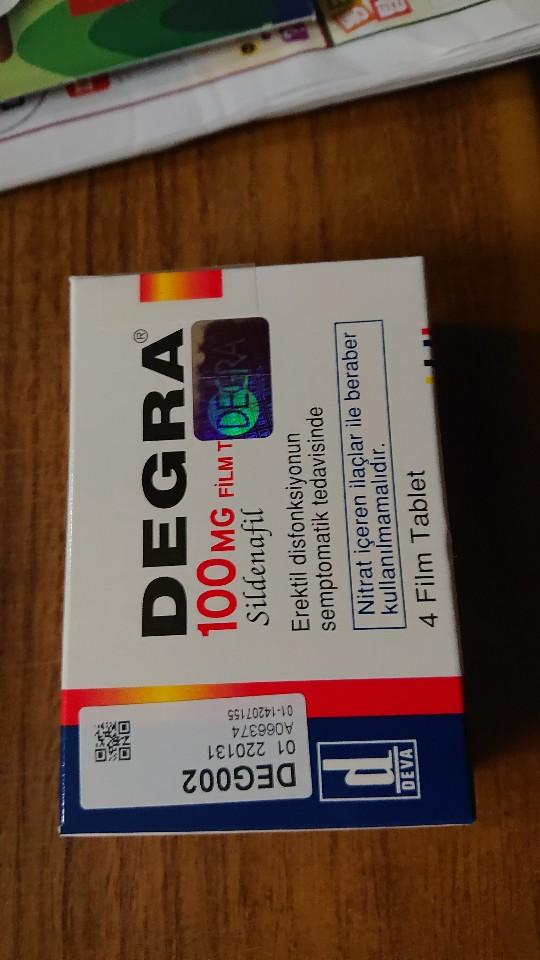 DEGRA®
100 MG FİLM T
DEGRA
Sildenafil
Erektil disfonksiyonun
semptomatik tedavisinde
Nitrat içeren ilaçlar ile beraber
kullanılmamalıdır.
4 Film Tablet
d
DEVA
DEG002
01 220131
A066374
01-14207155